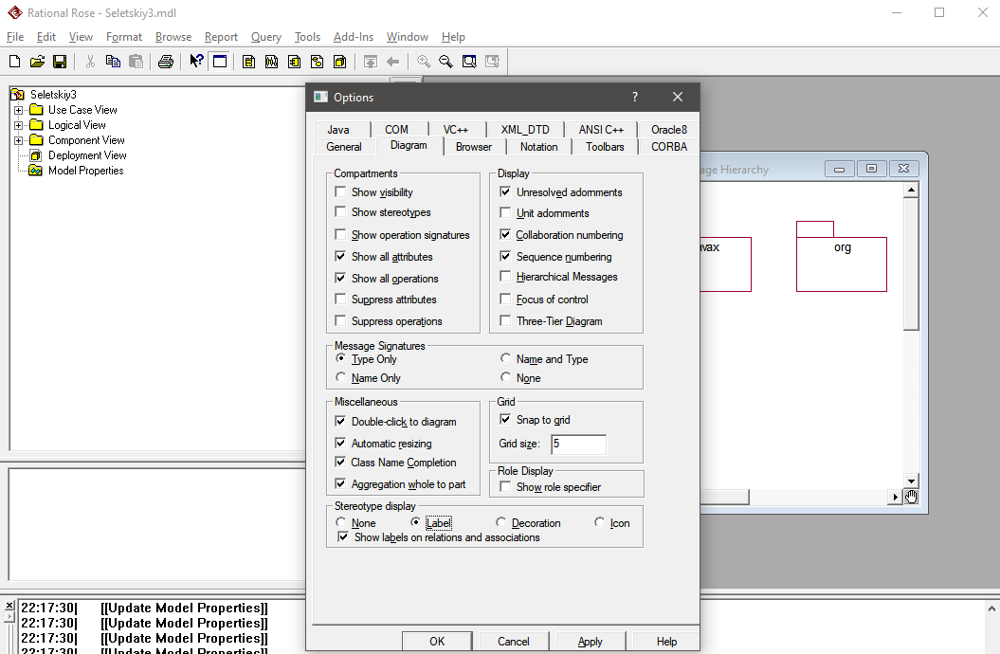 Rational Rose - Seletskiy3.mdl
File Edit View Format Browse Report Query Tools Add-Ins Window Help
Seletskiy3
Use Case View
Logical View
Component View
Deployment View
Model Properties
Options
Java COM VC++ XML_DTD ANSI C++ Oracle8
General Diagram Browser Notation Toolbars CORBA
Compartments
Show visibility
Show stereotypes
Show operation signatures
Show all attributes
Show all operations
Suppress attributes
Suppress operations
Display
Unresolved adornments
Unit adornments
Collaboration numbering
Sequence numbering
Hierarchical Messages
Focus of control
Three-Tier Diagram
Message Signatures
Type Only Name and Type
Name Only None
Miscellaneous
Double-click to diagram
Automatic resizing
Class Name Completion
Aggregation whole to part
Grid
Snap to grid
Grid size: 5
Role Display
Show role specifier
Stereotype display
None Label Decoration Icon
Show labels on relations and associations
OK Cancel Apply Help
Hierarchy
org
22:17:30| [[Update Model Properties]]
22:17:30| [[Update Model Properties]]
22:17:30| [[Update Model Properties]]
22:17:30| [[Update Model Properties]]